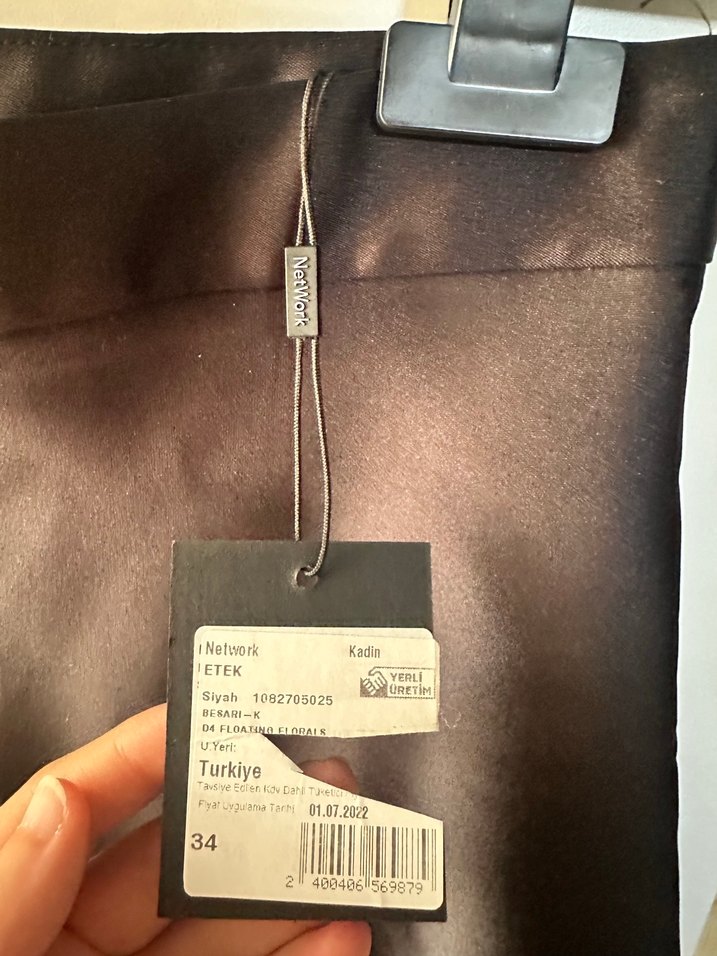 NetWork
Network Kadin
ETEK
YERLİ
ÜRETİM
Siyah 1082705025
BESARI-K
D4 FLOATING FLORALS
U.Yeri:
Turkiye
Tavsiye Edilen Kdv Dahil Tüketici
Fiyat Uygulama Tarihi 01.07.2022
34
2 400406 569879